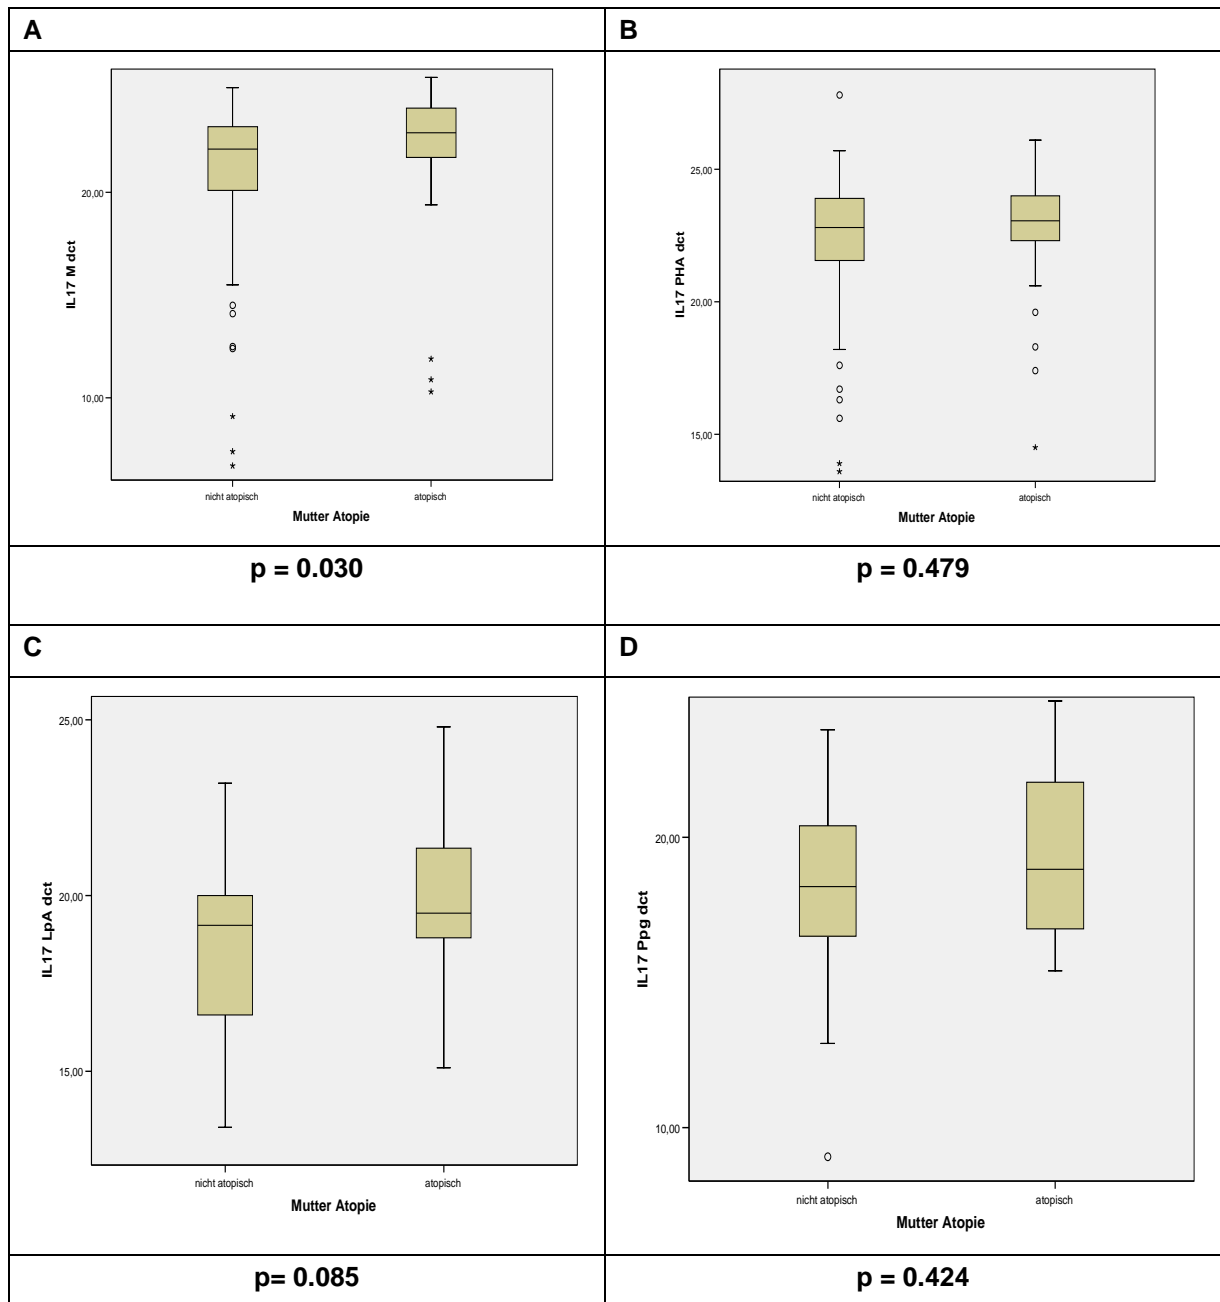 A
B
20,00
10,00
IL17 M dct
nicht atopisch
atopisch
Mutter Atopie
25,00
20,00
15,00
IL17 PHA dct
nicht atopisch
atopisch
Mutter Atopie
p = 0.030
p = 0.479
C
D
25,00
20,00
15,00
IL17 LpA dct
nicht atopisch
atopisch
Mutter Atopie
20,00
10,00
IL17 Ppg dct
nicht atopisch
atopisch
Mutter Atopie
p= 0.085
p = 0.424